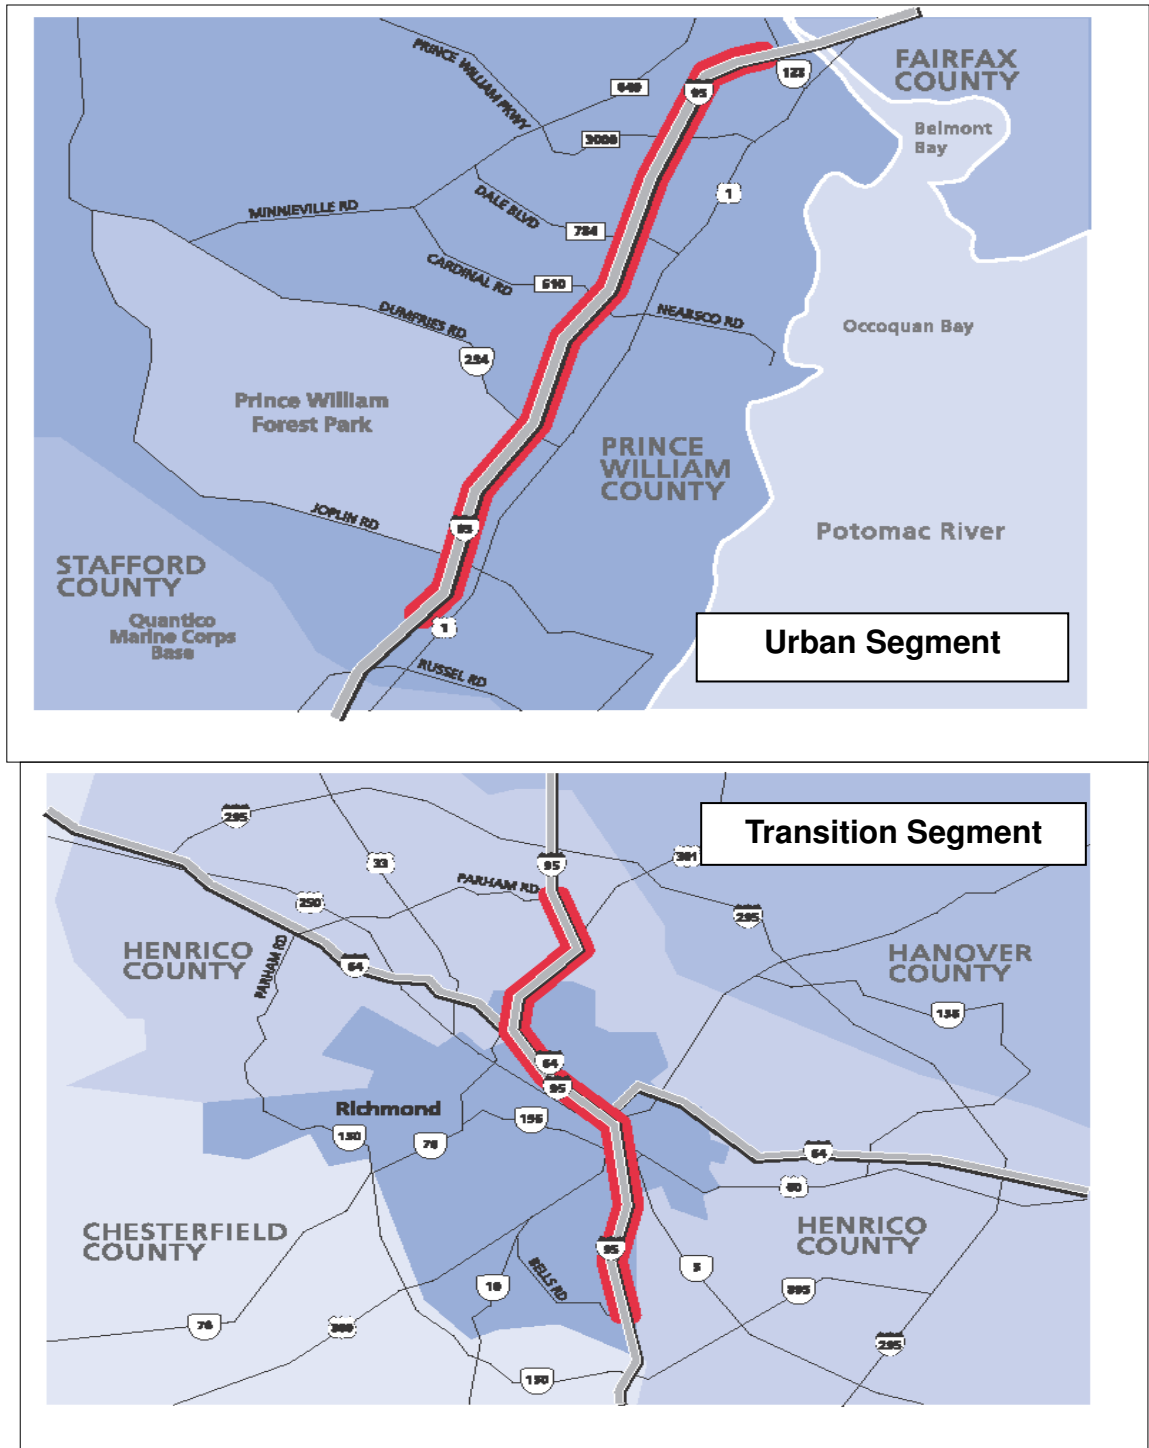 PRINCE WILLIAM PKWY
FAIRFAX
COUNTY
123
95
640
Belmont
Bay
3000
1
MINNIEVILLE RD
DALE BLVD
784
CARDINAL RD
610
DUMFRIES RD
NEABSCO RD
Occoquan Bay
234
Prince William
Forest Park
PRINCE
WILLIAM
COUNTY
JOPLIN RD
95
Potomac River
STAFFORD
COUNTY
Quantico
Marine Corps
Base
1
RUSSEL RD
Urban Segment
Transition Segment
295
33
95
301
PARHAM RD
250
295
HENRICO
COUNTY
PARHAM RD
64
HANOVER
COUNTY
64
95
Richmond
195
150
76
64
60
CHESTERFIELD
COUNTY
HENRICO
COUNTY
95
BELLS RD
5
10
895
76
295
150